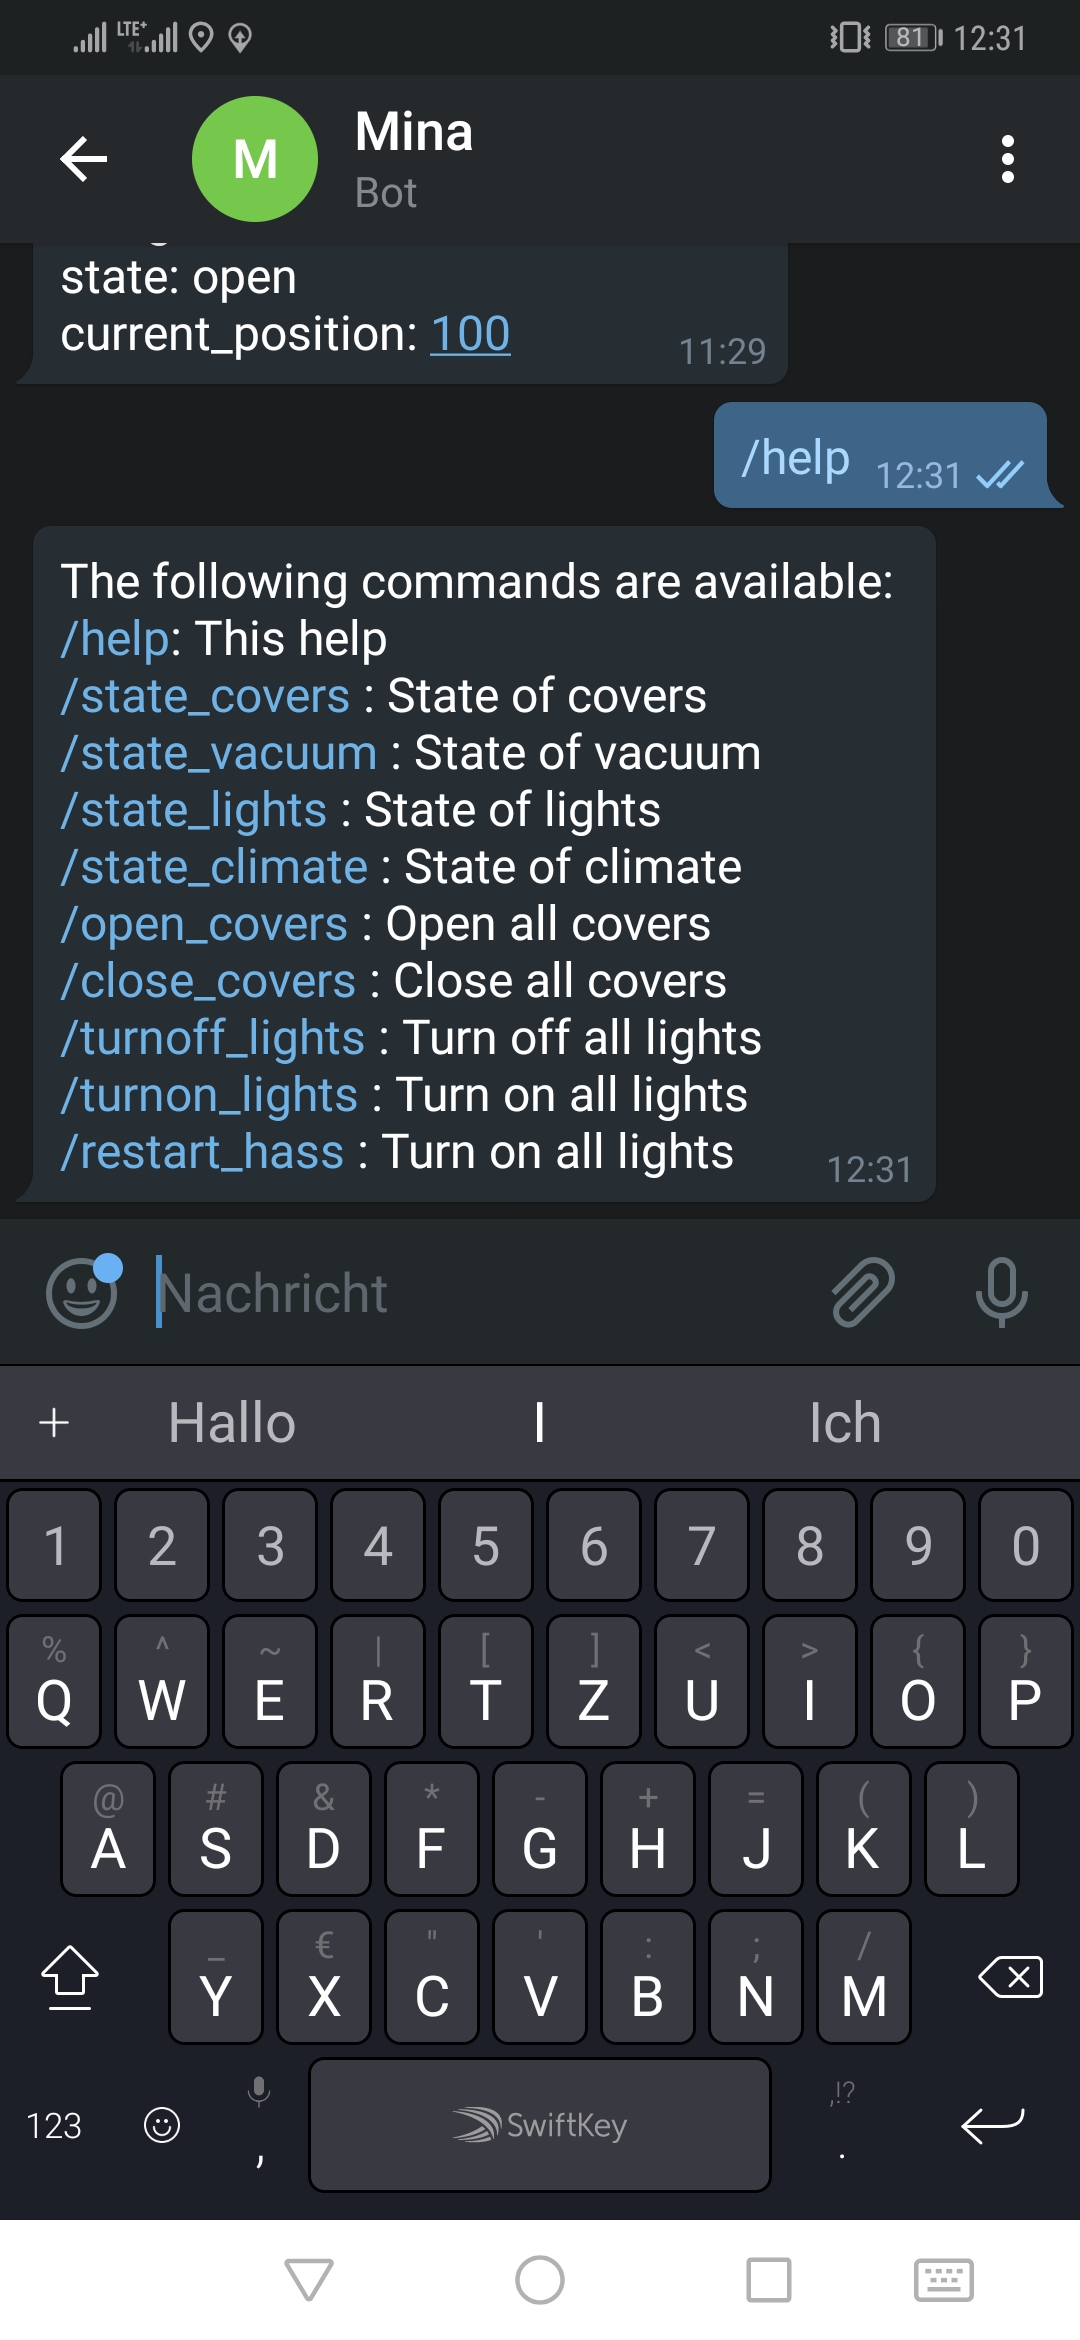 LTE+
81 12:31
M
Mina
Bot
state: open
current_position: 100
11:29
/help 12:31
The following commands are available:
/help: This help
/state_covers : State of covers
/state_vacuum : State of vacuum
/state_lights : State of lights
/state_climate : State of climate
/open_covers : Open all covers
/close_covers : Close all covers
/turnoff_lights : Turn off all lights
/turnon_lights : Turn on all lights
/restart_hass : Turn on all lights
12:31
Nachricht
+ Hallo I Ich
1 2 3 4 5 6 7 8 9 0
% ^ ~ | [ ] < > { }
Q W E R T Z U I O P
@ # & * - + = ( )
A S D F G H J K L
_ € " ' : ; /
Y X C V B N M
,!?
123 , SwiftKey .